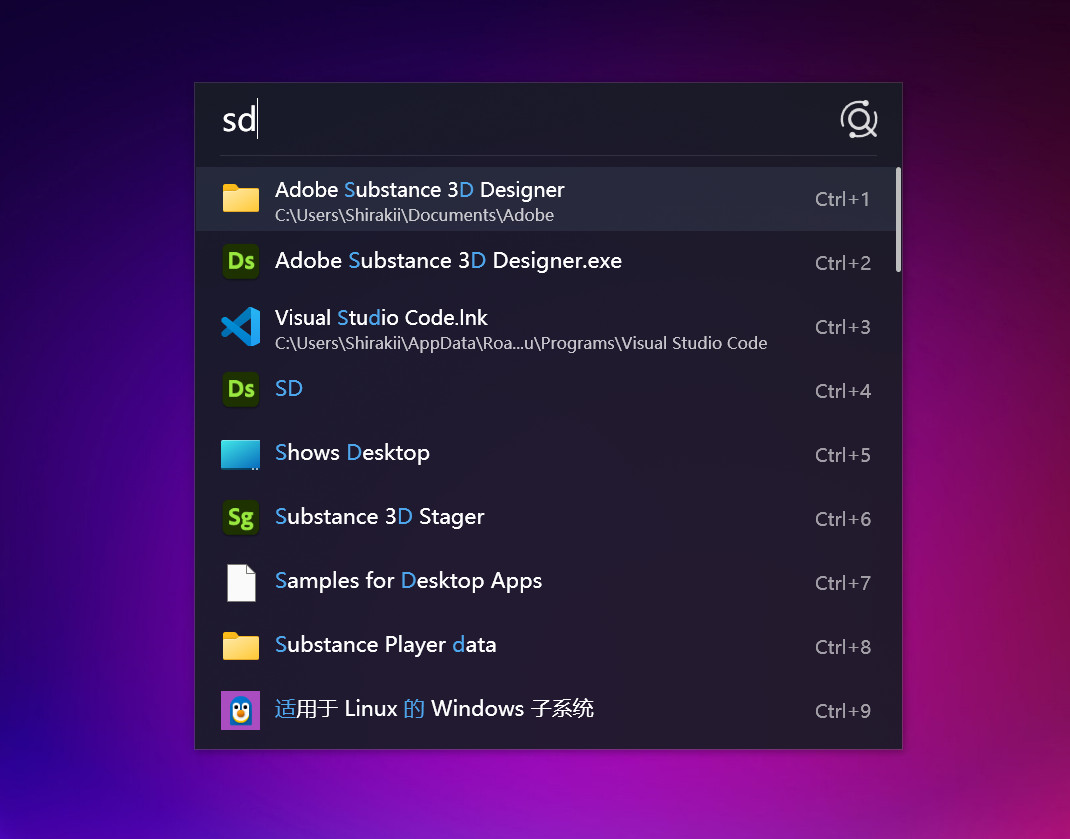 sd
Adobe Substance 3D Designer
Ctrl+1
C:\Users\Shirakii\Documents\Adobe
Ds
Adobe Substance 3D Designer.exe
Ctrl+2
Visual Studio Code.lnk
Ctrl+3
C:\Users\Shirakii\AppData\Roa...u\Programs\Visual Studio Code
Ds
SD
Ctrl+4
Shows Desktop
Ctrl+5
Sg
Substance 3D Stager
Ctrl+6
Samples for Desktop Apps
Ctrl+7
Substance Player data
Ctrl+8
适用于 Linux 的 Windows 子系统
Ctrl+9